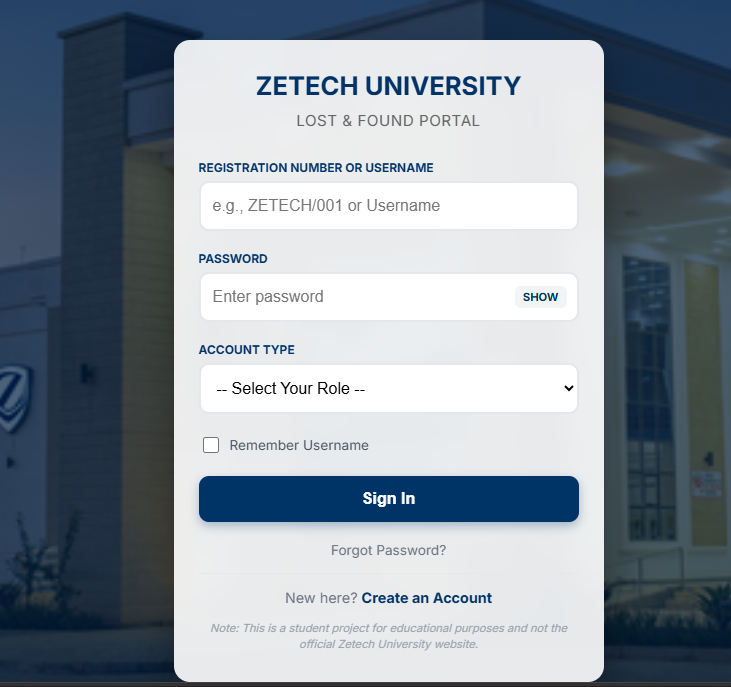 ZETECH UNIVERSITY
LOST & FOUND PORTAL
REGISTRATION NUMBER OR USERNAME
e.g., ZETECH/001 or Username
PASSWORD
Enter password
SHOW
ACCOUNT TYPE
-- Select Your Role --
Remember Username
Sign In
Forgot Password?
New here? Create an Account
Note: This is a student project for educational purposes and not the
official Zetech University website.